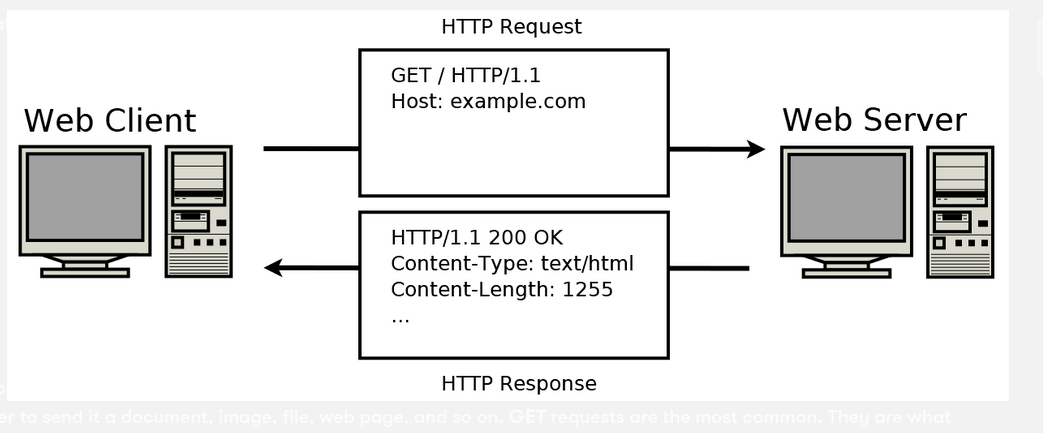 HTTP Request
GET / HTTP/1.1
Host: example.com
Web Client
Web Server
HTTP/1.1 200 OK
Content-Type: text/html
Content-Length: 1255
...
HTTP Response
er to send it a document, image, file, web page, and so on. GET requests are the most common. They are what